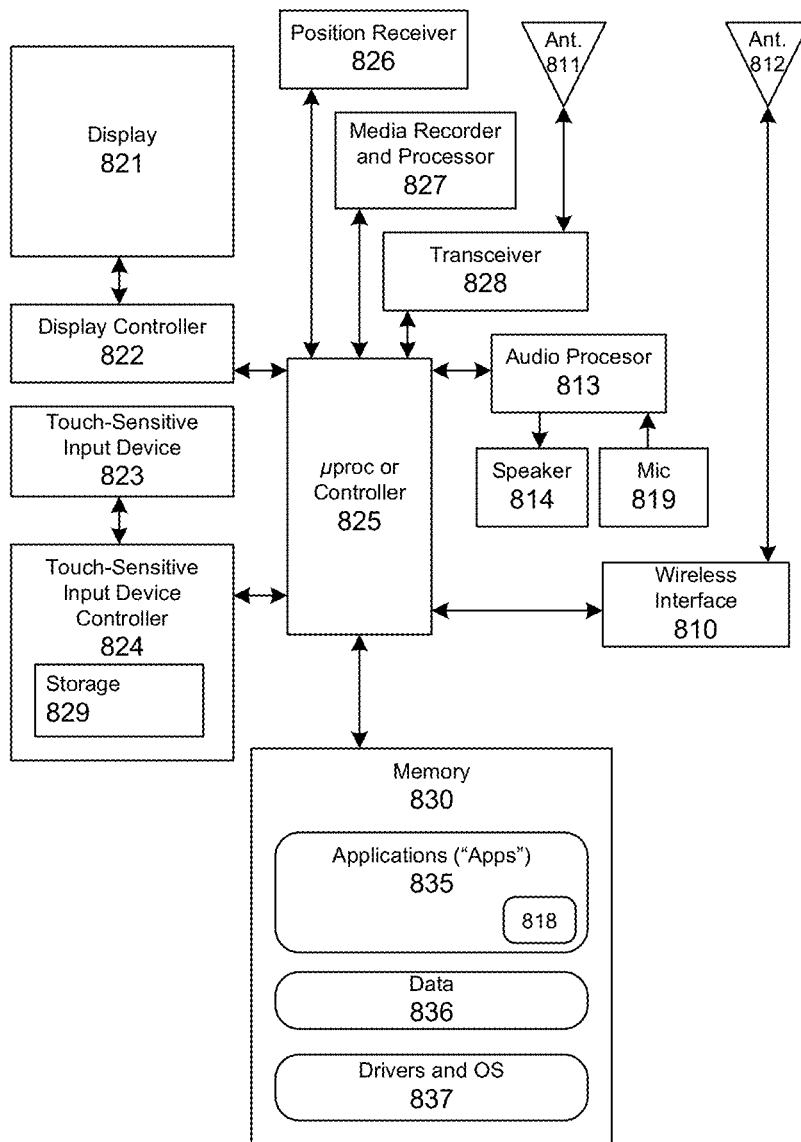 Position Receiver
826
Ant.
811
Ant.
812
Display
821
Media Recorder
and Processor
827
Transceiver
828
Display Controller
822
Audio Procesor
813
Touch-Sensitive
Input Device
823
µproc or
Controller
825
Speaker
814
Mic
819
Touch-Sensitive
Input Device
Controller
824
Storage
829
Wireless
Interface
810
Memory
830
Applications (“Apps”)
835
818
Data
836
Drivers and OS
837